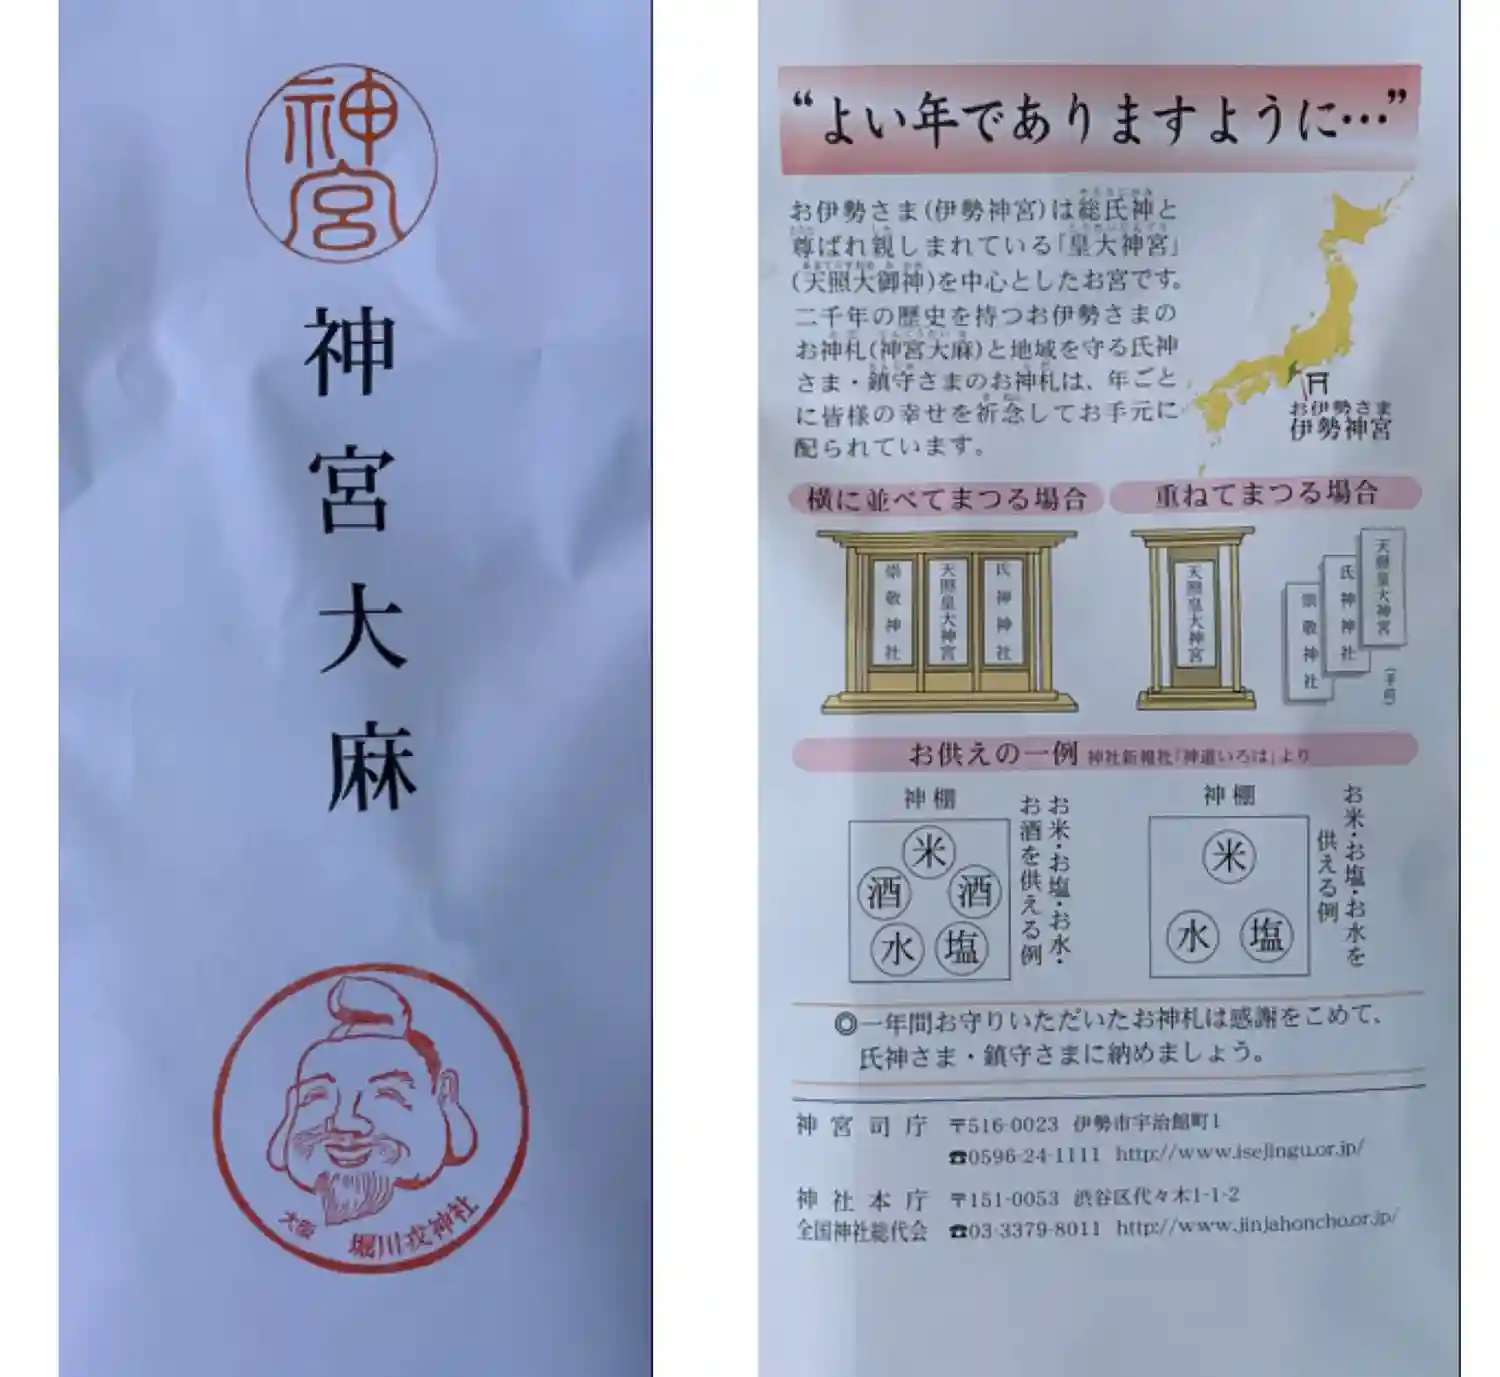 神宮
神宮大麻
大阪 堀川戎神社
“よい年でありますように…”
お伊勢さま(伊勢神宮)は総氏神と
尊ばれ親しまれている「皇大神宮」
(天照大御神)を中心としたお宮です。
二千年の歴史を持つお伊勢さまの
お神札(神宮大麻)と地域を守る氏神
さま・鎮守さまのお神札は、年ごと
に皆様の幸せを祈念してお手元に
配られています。
お伊勢さま
伊勢神宮
横に並べてまつる場合
崇敬神社
天照皇大神宮
氏神神社
重ねてまつる場合
天照皇大神宮
崇敬神社
氏神神社
天照皇大神宮
(手前)
お供えの一例 神社新報社「神道いろは」より
神棚
米
酒 酒
水 塩
お米・お塩・お水・
お酒を供える例
神棚
米
水 塩
お米・お塩・お水を
供える例
◎一年間お守りいただいたお神札は感謝をこめて、
氏神さま・鎮守さまに納めましょう。
神宮司庁 〒516-0023 伊勢市宇治館町1
☎0596-24-1111 http://www.isejingu.or.jp/
神社本庁 〒151-0053 渋谷区代々木1-1-2
全国神社総代会 ☎03-3379-8011 http://www.jinjahoncho.or.jp/